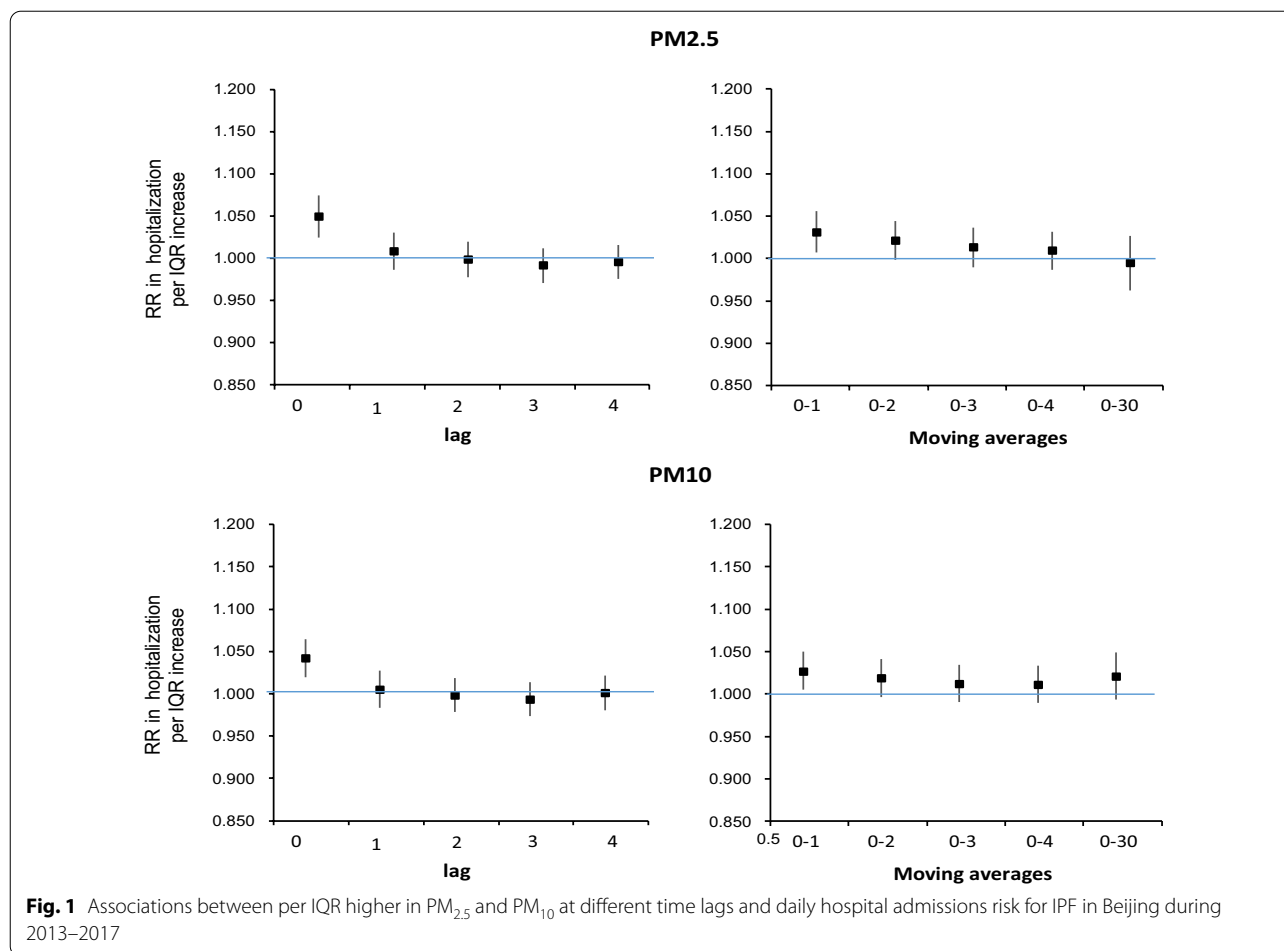 PM2.5
1.200
1.150
1.100
1.050
1.000
0.950
0.900
0.850
RR in hopitalization
per IQR increase
0 1 2 3 4
lag
1.200
1.150
1.100
1.050
1.000
0.950
0.900
0.850
0-1 0-2 0-3 0-4 0-30
Moving averages
PM10
1.200
1.150
1.100
1.050
1.000
0.950
0.900
0.850
RR in hopitalization
per IQR increase
0 1 2 3 4
lag
1.200
1.150
1.100
1.050
1.000
0.950
0.900
0.850
0.5 0-1 0-2 0-3 0-4 0-30
Moving averages
Fig. 1 Associations between per IQR higher in PM2.5 and PM10 at different time lags and daily hospital admissions risk for IPF in Beijing during
2013–2017